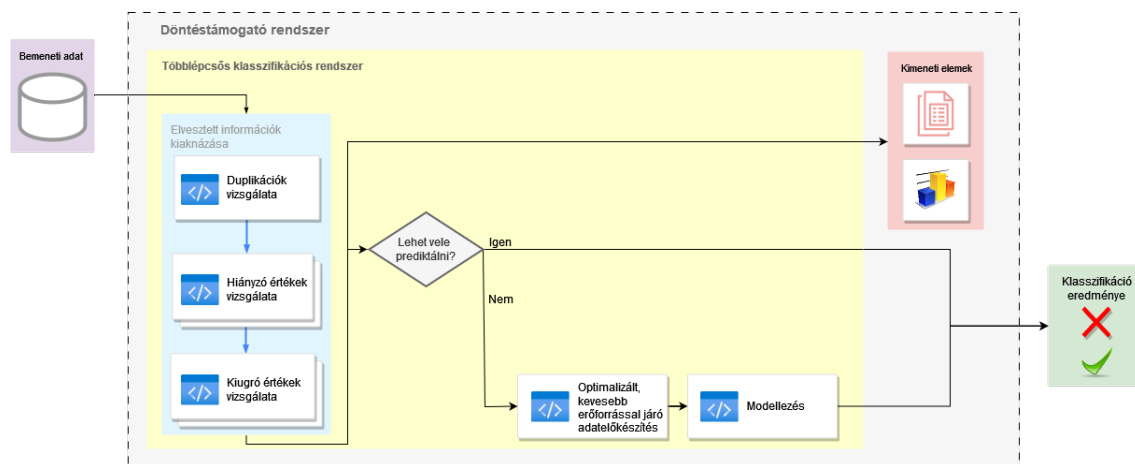 Döntéstámogató rendszer
Bemeneti adat
Többlépcsős klasszifikációs rendszer
Kimeneti elemek
Elvesztett információk
kiaknázása
Duplikációk
vizsgálata
Lehet vele
prediktálni?
Igen
Hiányzó értékek
vizsgálata
Nem
Klasszifikáció
eredménye
Kiugró értékek
vizsgálata
Optimalizált,
kevesebb
erőforrással járó
adatelőkészítés
Modellezés